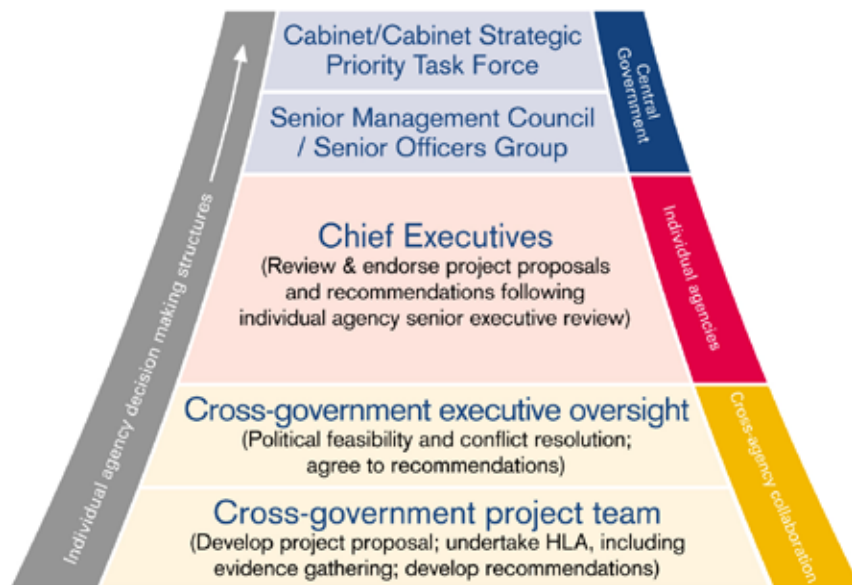 Cabinet/Cabinet Strategic
Priority Task Force
Central
Government
Senior Management Council
/ Senior Officers Group
Individual agency decision making structures
Chief Executives
(Review & endorse project proposals
and recommendations following
individual agency senior executive review)
Individual agencies
Cross-government executive oversight
(Political feasibility and conflict resolution;
agree to recommendations)
Cross-agency collaboration
Cross-government project team
(Develop project proposal; undertake HLA, including
evidence gathering; develop recommendations)